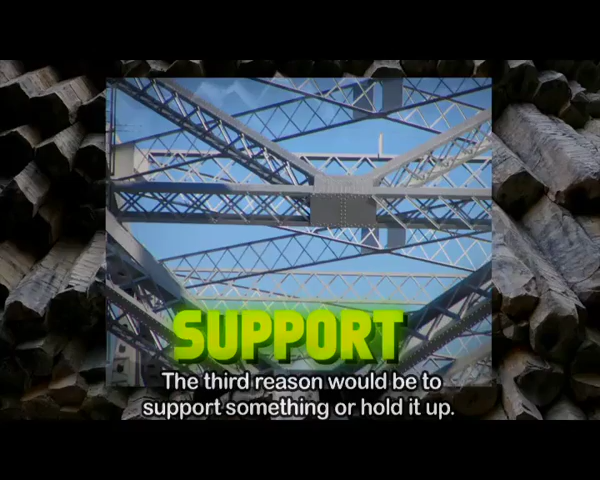 SUPPORT
The third reason would be to
support something or hold it up.